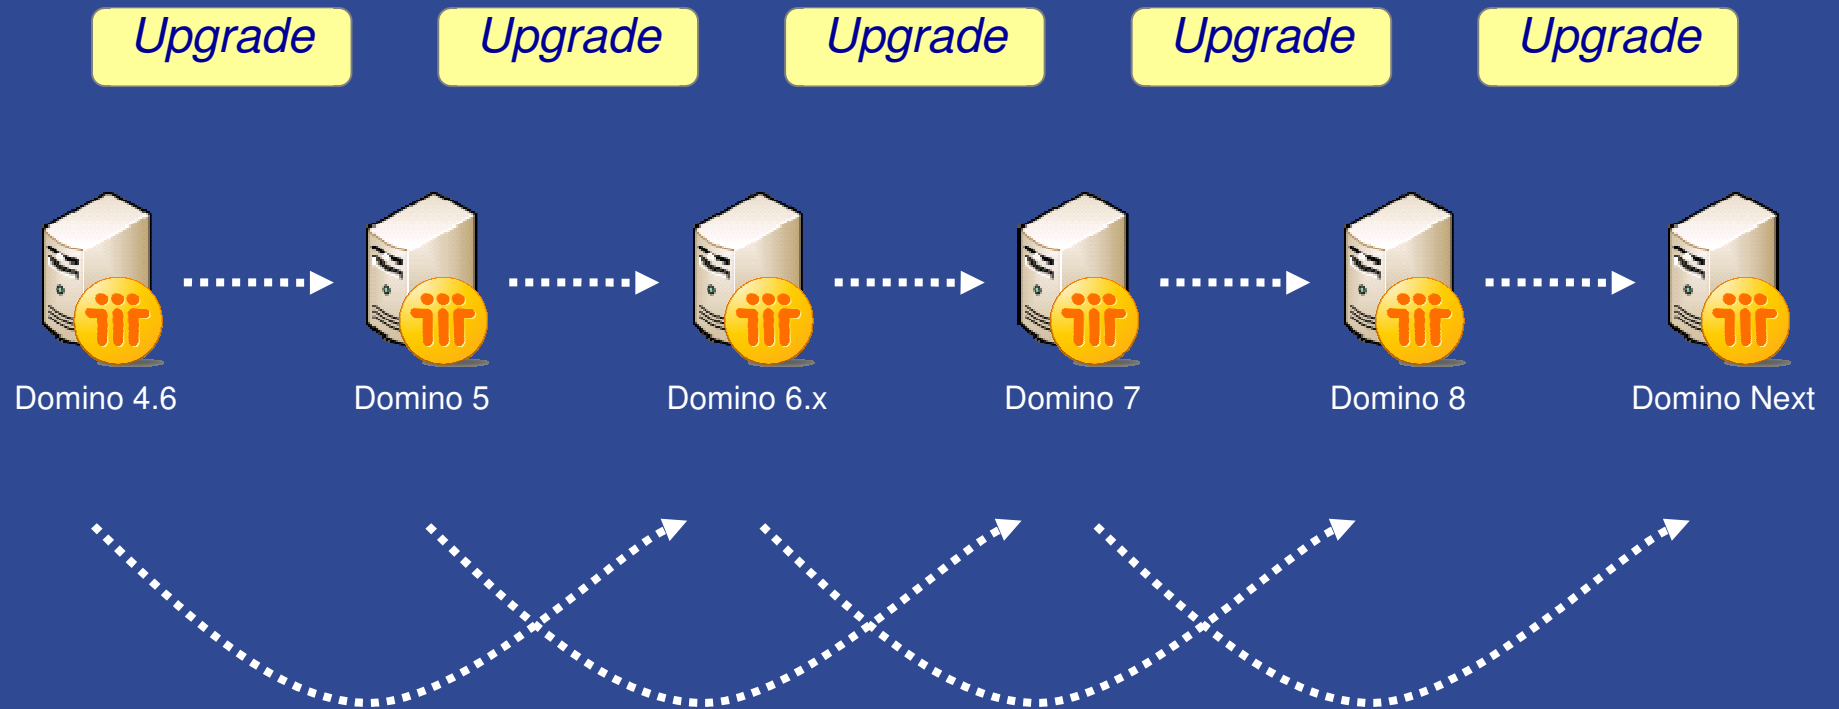 Upgrade
Upgrade
Upgrade
Upgrade
Upgrade
Domino 4.6
Domino 5
Domino 6.x
Domino 7
Domino 8
Domino Next